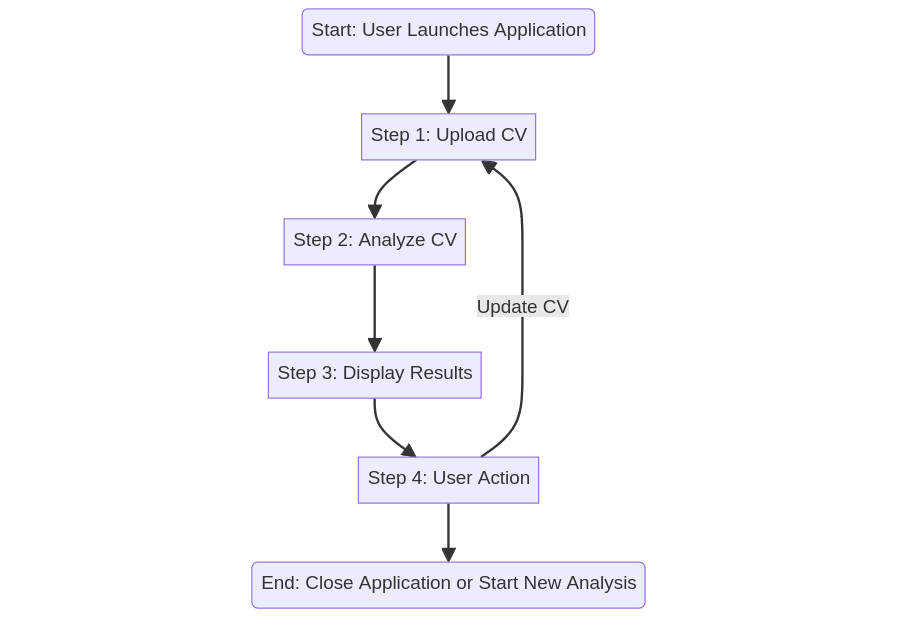 Start: User Launches Application
Step 1: Upload CV
Step 2: Analyze CV
Update CV
Step 3: Display Results
Step 4: User Action
End: Close Application or Start New Analysis